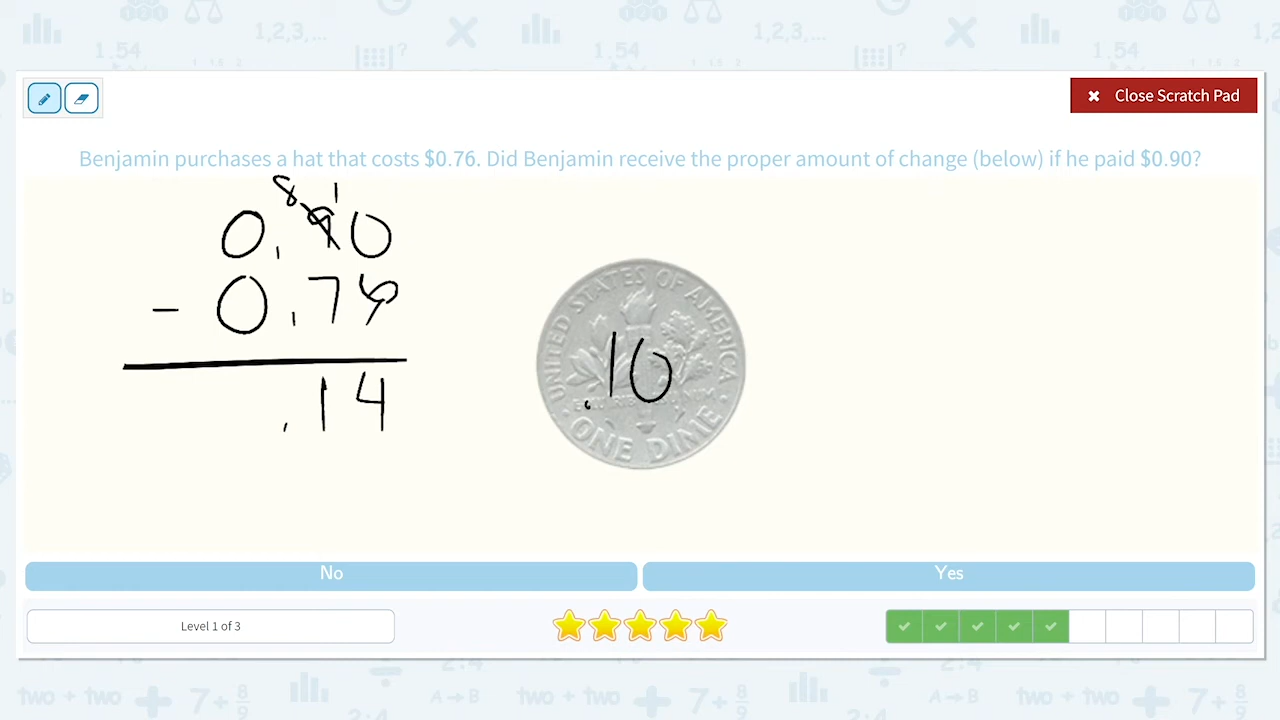 Close Scratch Pad
Benjamin purchases a hat that costs $0.76. Did Benjamin receive the proper amount of change (below) if he paid $0.90?
8 1
0.90
- 0.76
.14
UNITED STATES OF AMERICA
.10
ONE DIME
No
Yes
Level 1 of 3